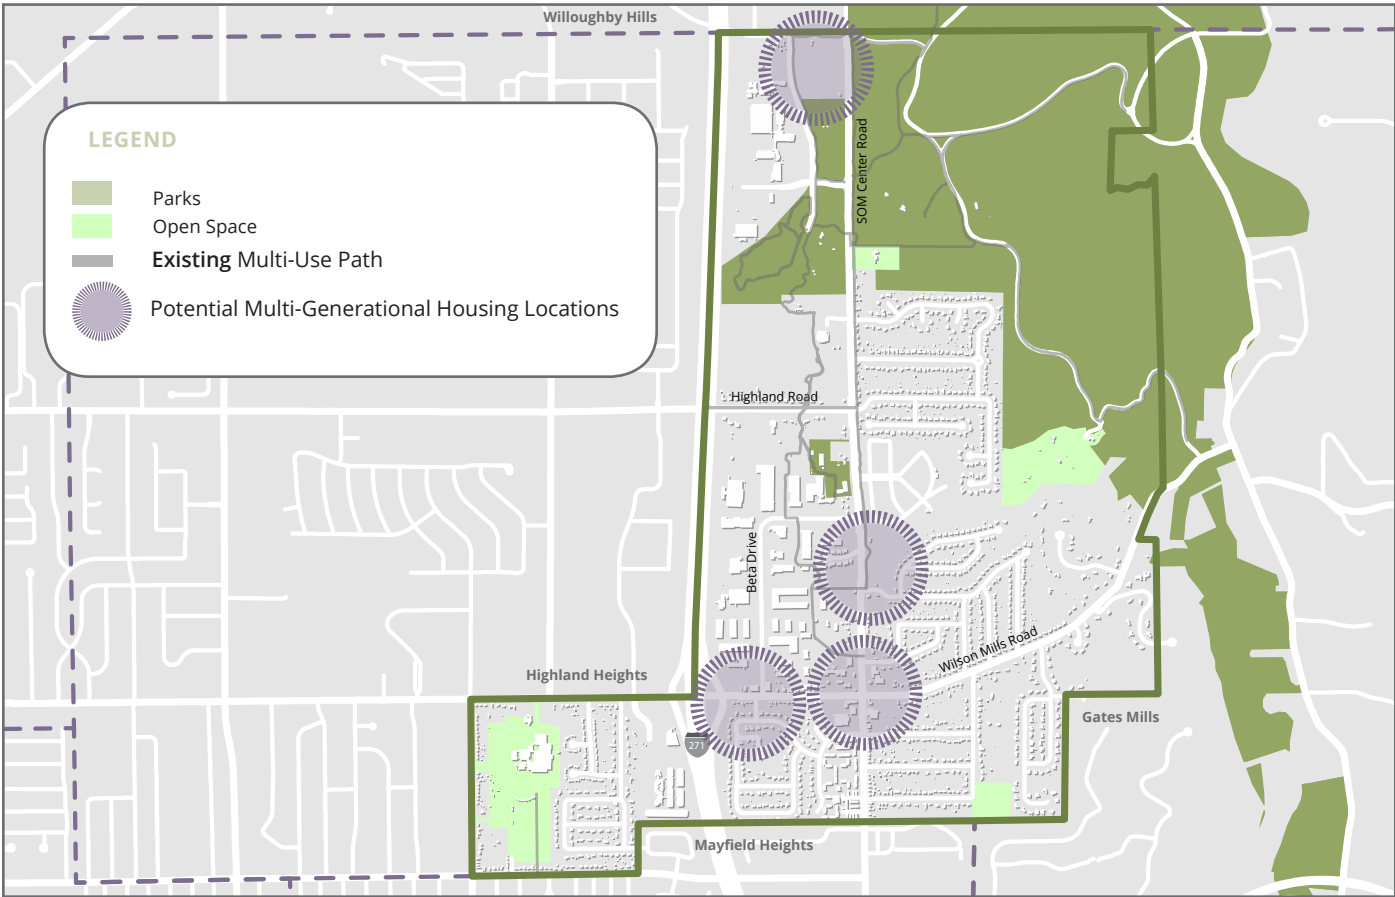 Willoughby Hills
LEGEND
Parks
Open Space
Existing Multi-Use Path
Potential Multi-Generational Housing Locations
SOM Center Road
Highland Road
Beta Drive
Wilson Mills Road
Highland Heights
Gates Mills
271
Mayfield Heights